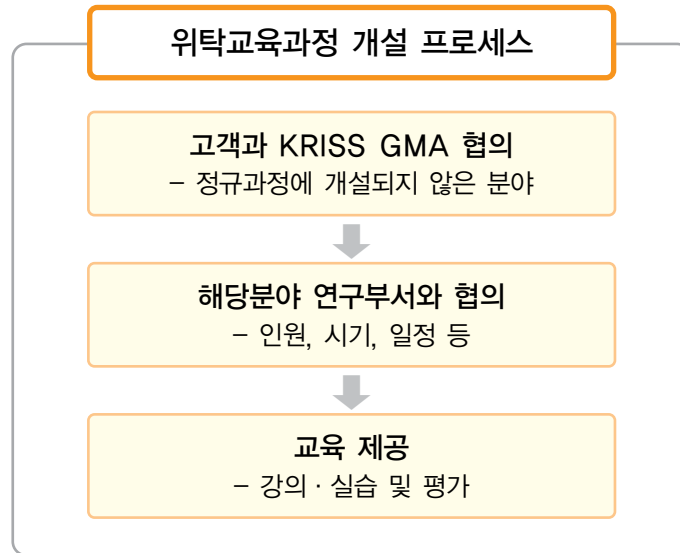 위탁교육과정 개설 프로세스
고객과 KRISS GMA 협의
– 정규과정에 개설되지 않은 분야
해당분야 연구부서와 협의
– 인원, 시기, 일정 등
교육 제공
– 강의 · 실습 및 평가